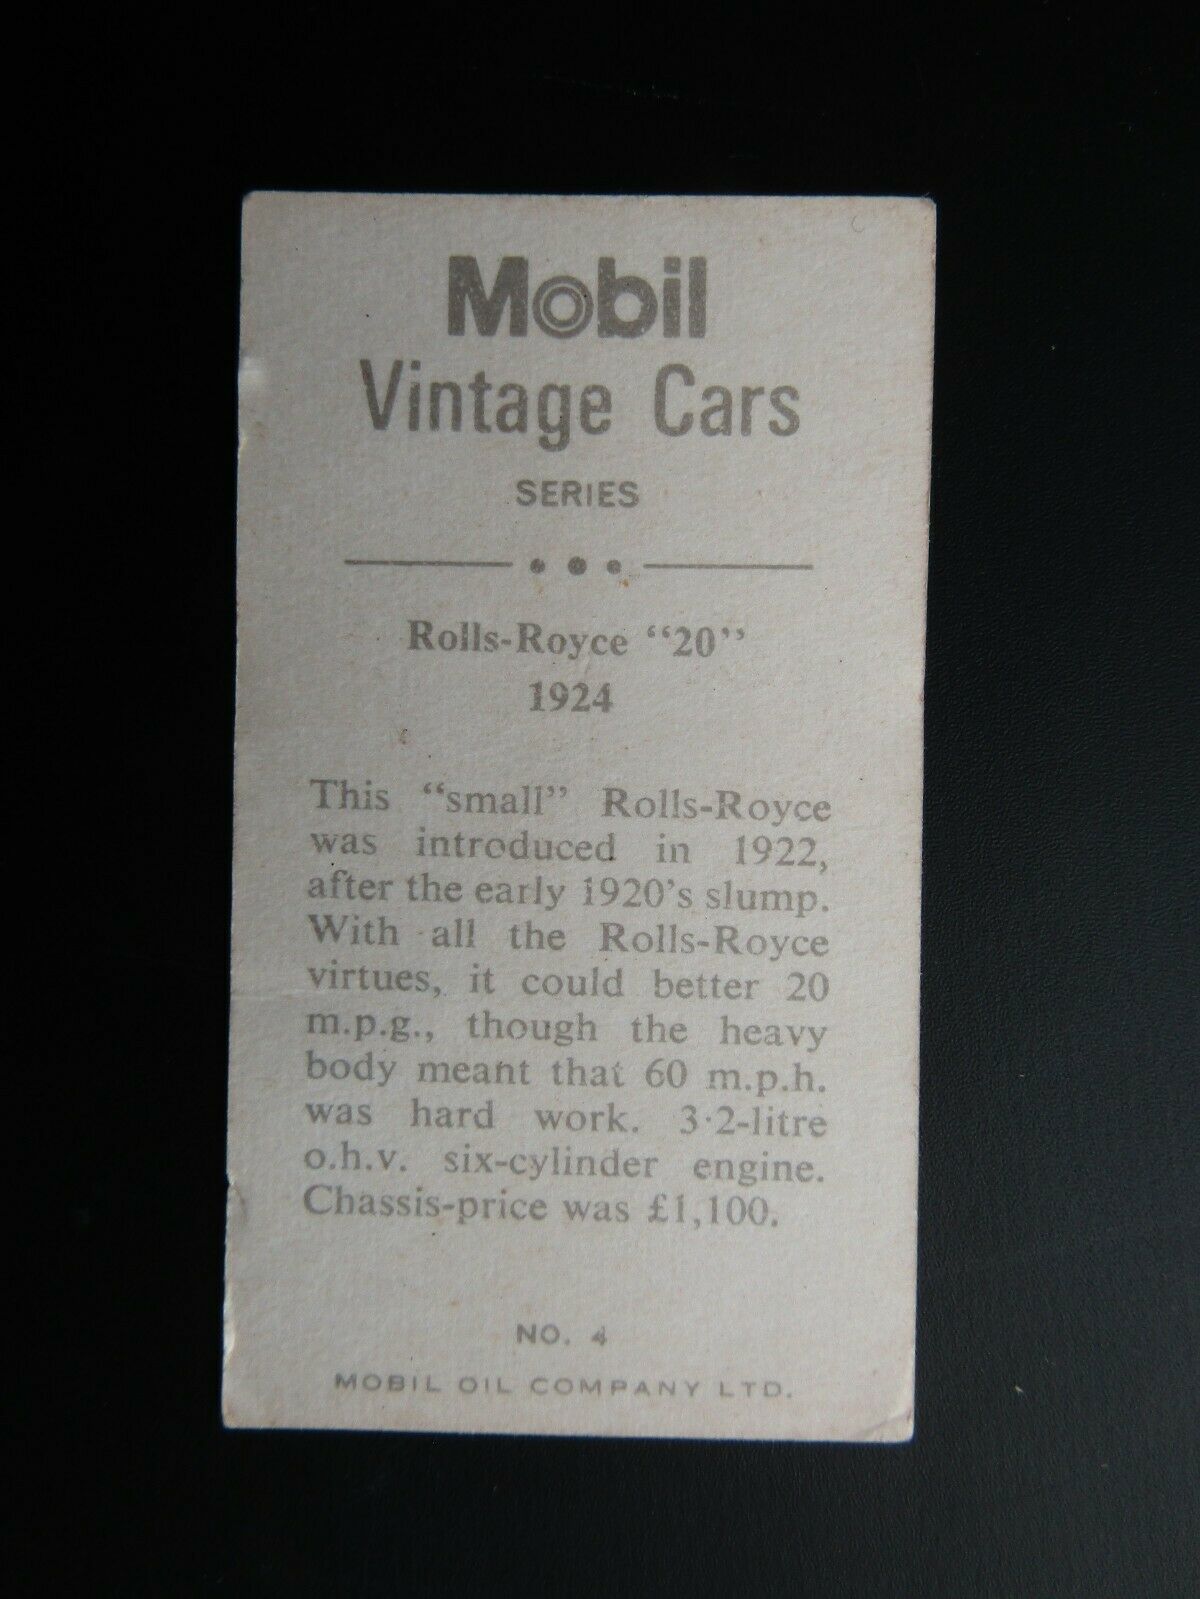 Mobil
Vintage Cars
SERIES
Rolls-Royce “20”
1924
This “small” Rolls-Royce
was introduced in 1922,
after the early 1920’s slump.
With all the Rolls-Royce
virtues, it could better 20
m.p.g., though the heavy
body meant that 60 m.p.h.
was hard work. 3·2-litre
o.h.v. six-cylinder engine.
Chassis-price was £1,100.
NO. 4
MOBIL OIL COMPANY LTD.